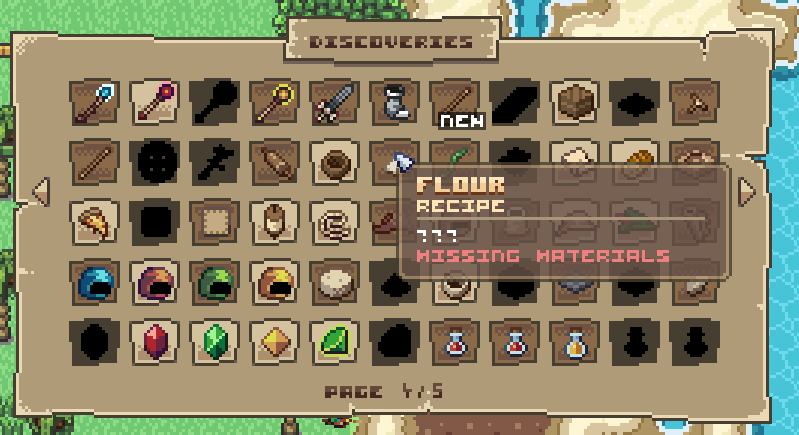 DISCOVERIES
NEW
FLOUR
RECIPE
???
MISSING MATERIALS
PAGE 4/5